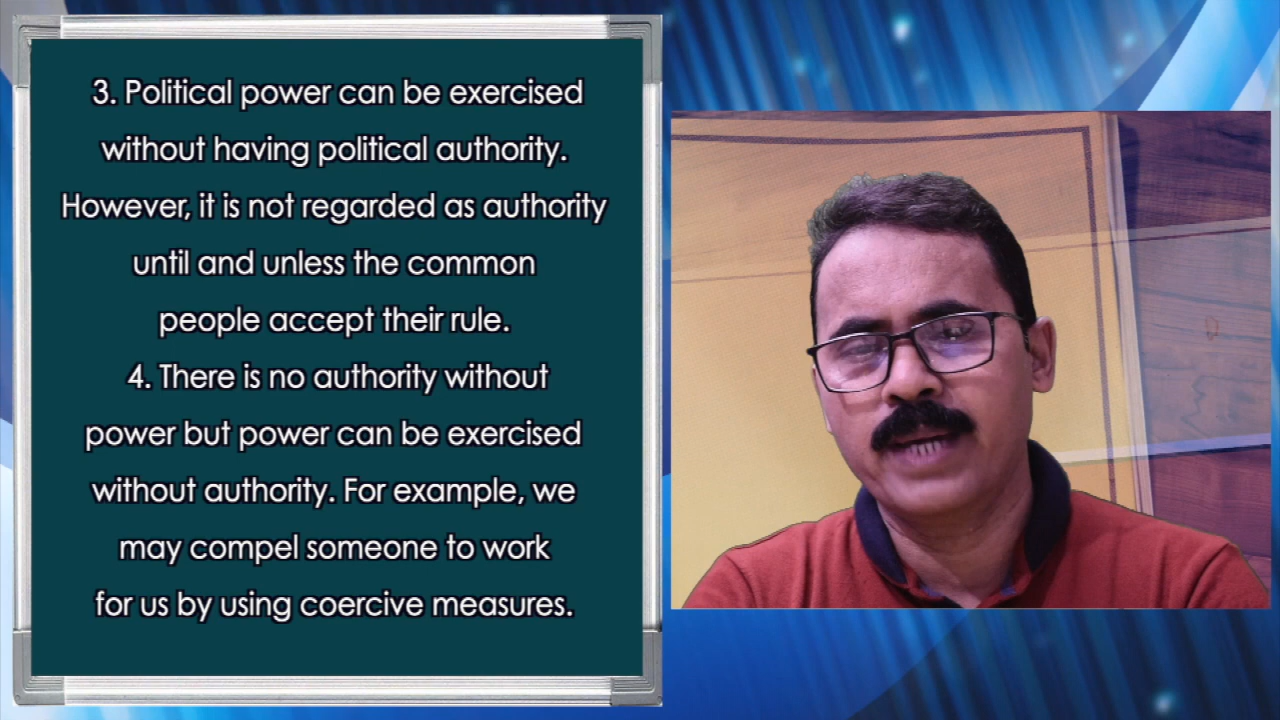 3. Political power can be exercised
without having political authority.
However, it is not regarded as authority
until and unless the common
people accept their rule.
4. There is no authority without
power but power can be exercised
without authority. For example, we
may compel someone to work
for us by using coercive measures.